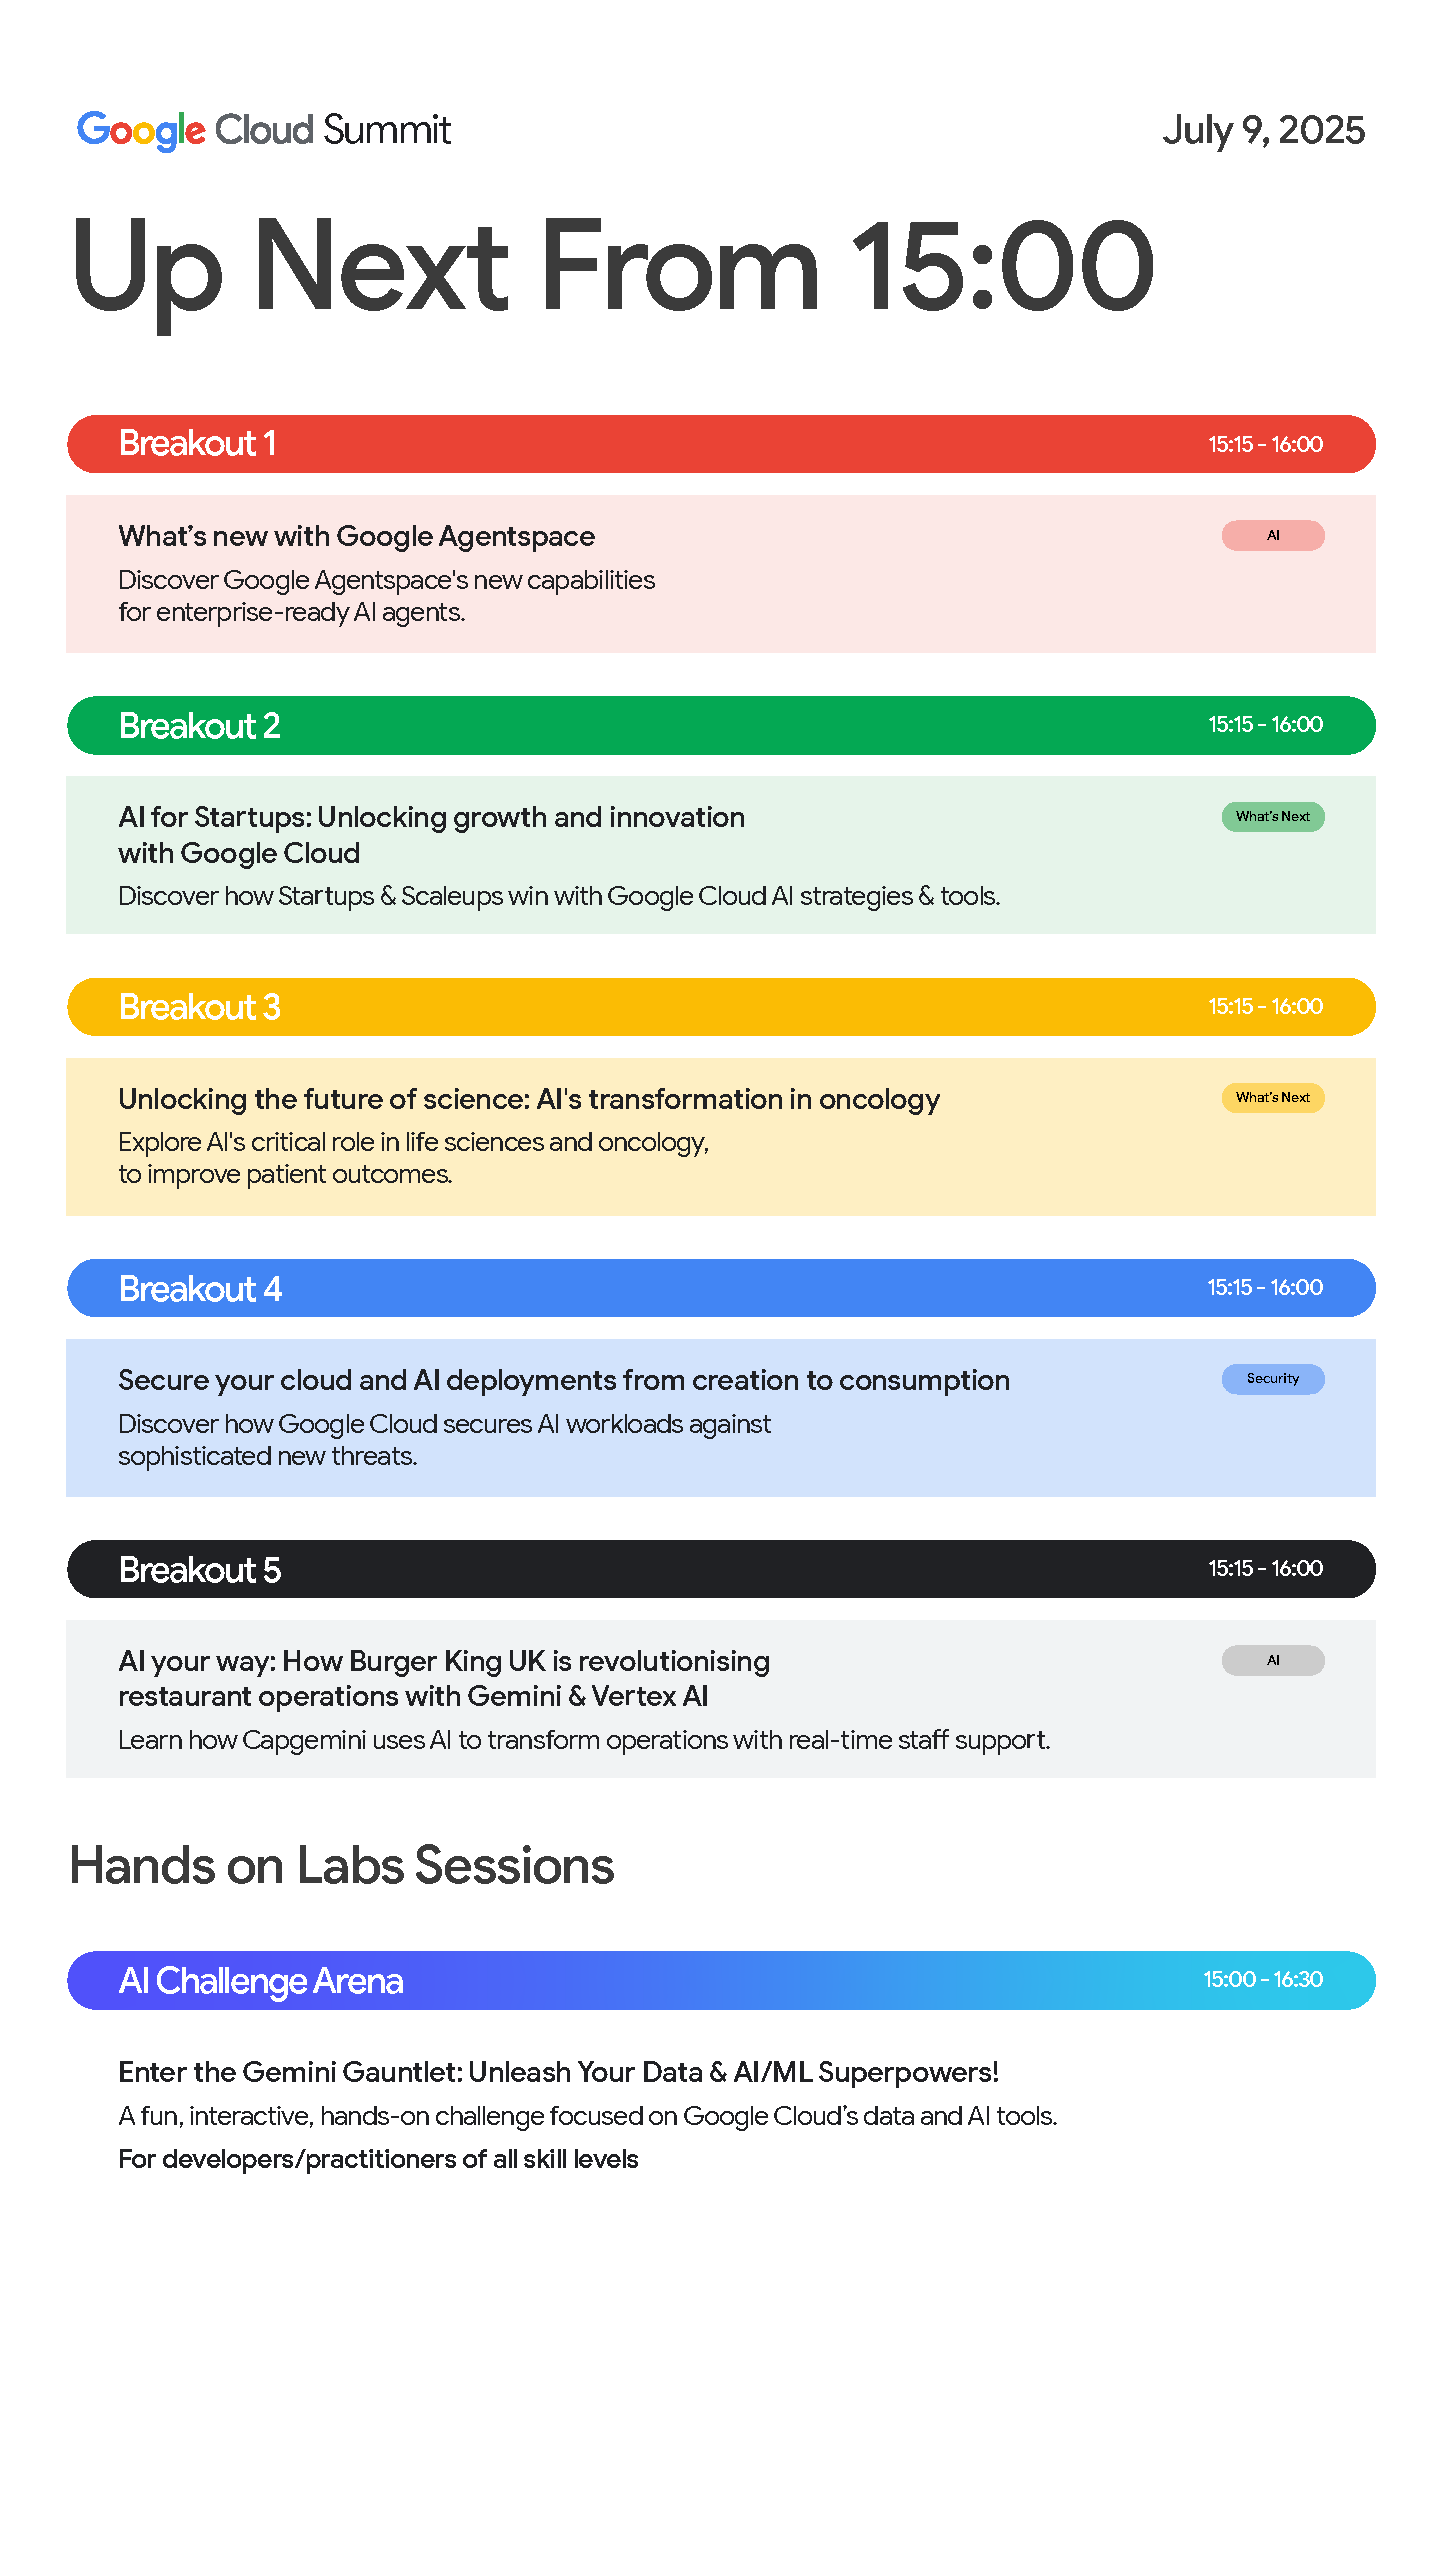 Google Cloud Summit
July 9, 2025
Up Next From 15:00
Breakout 1
15:15 - 16:00
What’s new with Google Agentspace
AI
Discover Google Agentspace's new capabilities
for enterprise-ready AI agents.
Breakout 2
15:15 - 16:00
AI for Startups: Unlocking growth and innovation
with Google Cloud
What’s Next
Discover how Startups & Scaleups win with Google Cloud AI strategies & tools.
Breakout 3
15:15 - 16:00
Unlocking the future of science: AI's transformation in oncology
What’s Next
Explore AI's critical role in life sciences and oncology,
to improve patient outcomes.
Breakout 4
15:15 - 16:00
Secure your cloud and AI deployments from creation to consumption
Security
Discover how Google Cloud secures AI workloads against
sophisticated new threats.
Breakout 5
15:15 - 16:00
AI your way: How Burger King UK is revolutionising
restaurant operations with Gemini & Vertex AI
AI
Learn how Capgemini uses AI to transform operations with real-time staff support.
Hands on Labs Sessions
AI Challenge Arena
15:00 - 16:30
Enter the Gemini Gauntlet: Unleash Your Data & AI/ML Superpowers!
A fun, interactive, hands-on challenge focused on Google Cloud’s data and AI tools.
For developers/practitioners of all skill levels